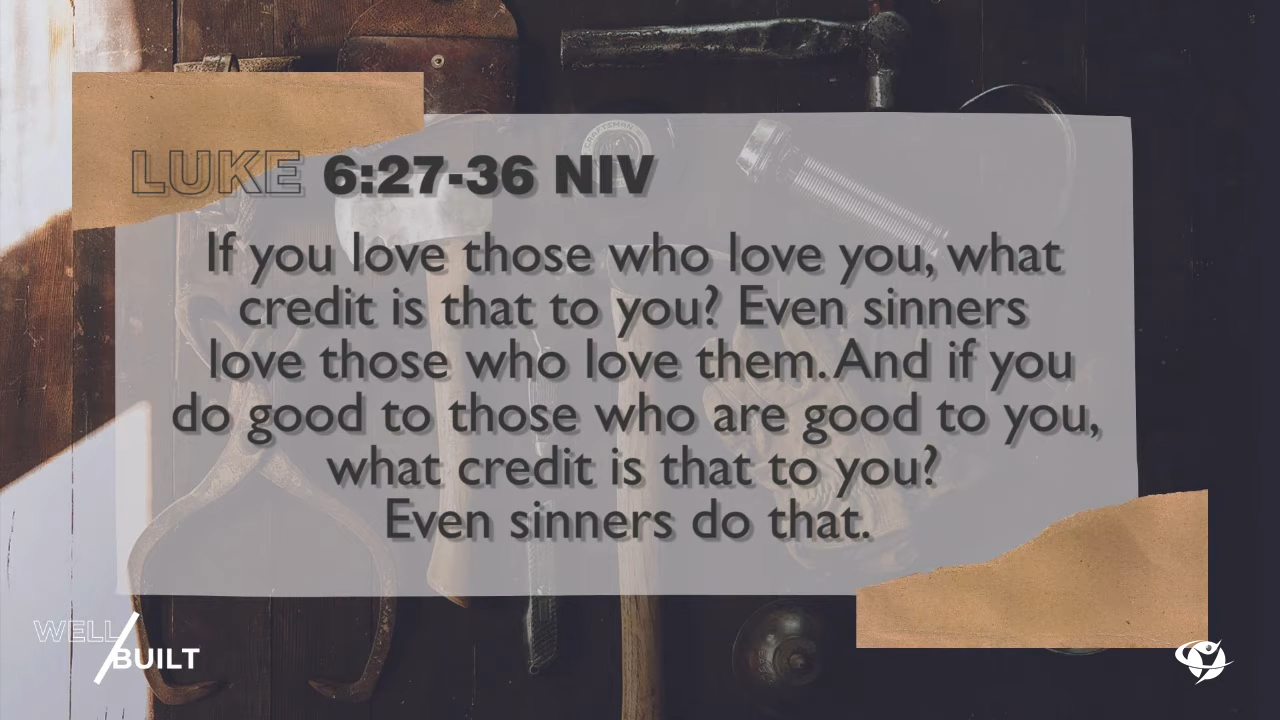 LUKE 6:27-36 NIV
If you love those who love you, what
credit is that to you? Even sinners
love those who love them. And if you
do good to those who are good to you,
what credit is that to you?
Even sinners do that.
WELL
BUILT
CRAFTSMAN